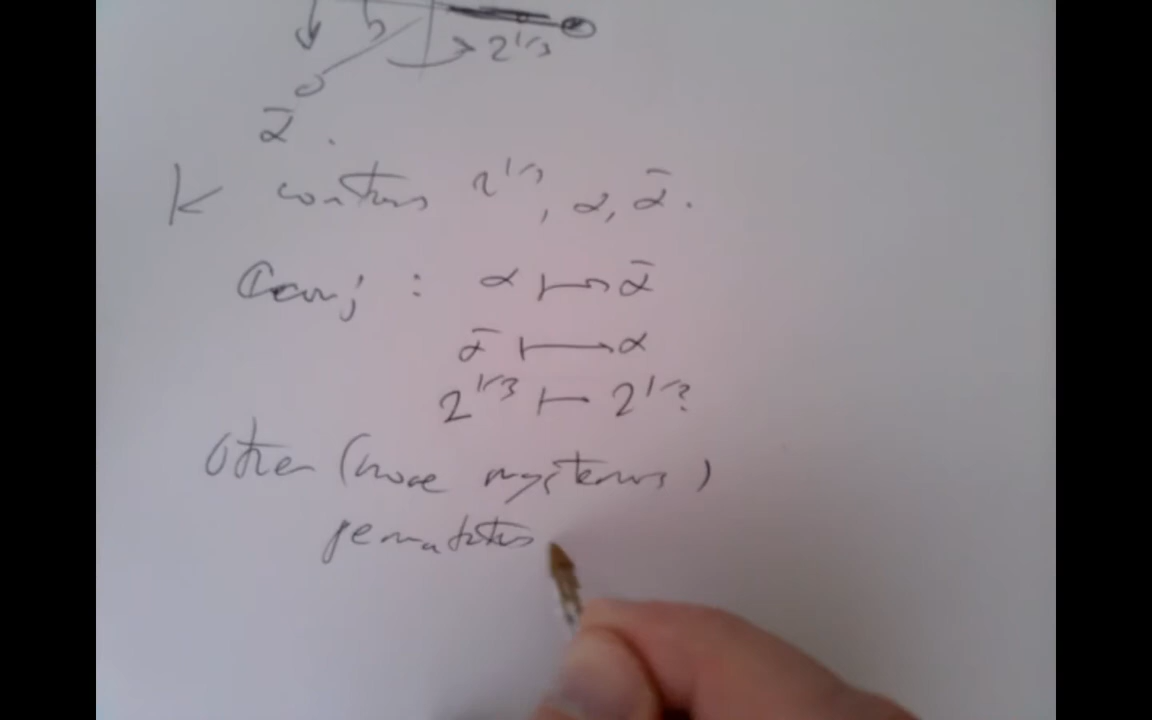 2^{1/3}
ᾱ.
K contains 2^{1/3}, α, ᾱ.
Conj : α ↦ ᾱ
ᾱ ↦ α
2^{1/3} ↦ 2^{1/3}
Other (more mysterious)
permutations